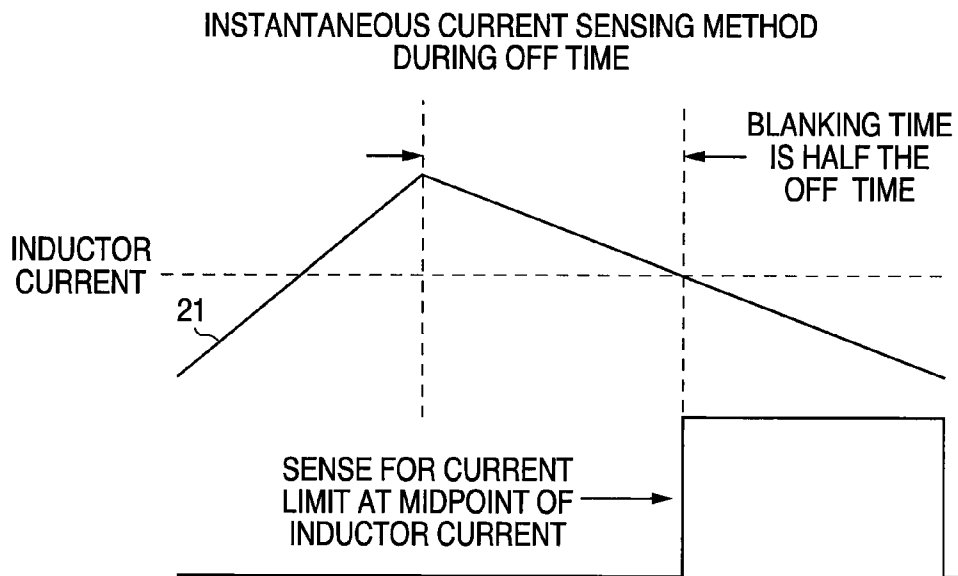 INSTANTANEOUS CURRENT SENSING METHOD
DURING OFF TIME
BLANKING TIME
IS HALF THE
OFF TIME
INDUCTOR
CURRENT
21
SENSE FOR CURRENT
LIMIT AT MIDPOINT OF
INDUCTOR CURRENT